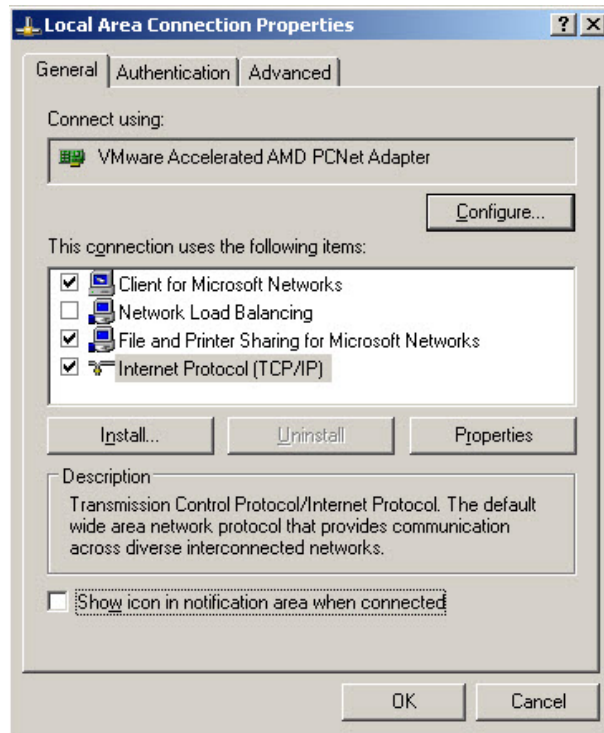 Local Area Connection Properties
General
Authentication
Advanced
Connect using:
VMware Accelerated AMD PCNet Adapter
Configure...
This connection uses the following items:
Client for Microsoft Networks
Network Load Balancing
File and Printer Sharing for Microsoft Networks
Internet Protocol (TCP/IP)
Install...
Uninstall
Properties
Description
Transmission Control Protocol/Internet Protocol. The default
wide area network protocol that provides communication
across diverse interconnected networks.
Show icon in notification area when connected
OK
Cancel